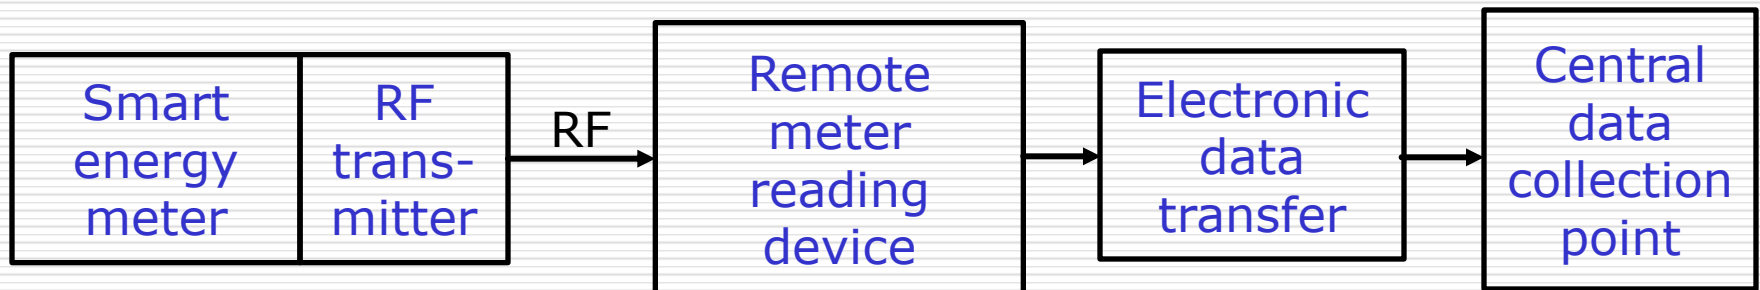 Smart
energy
meter
RF
trans-
mitter
RF
Remote
meter
reading
device
Electronic
data
transfer
Central
data
collection
point